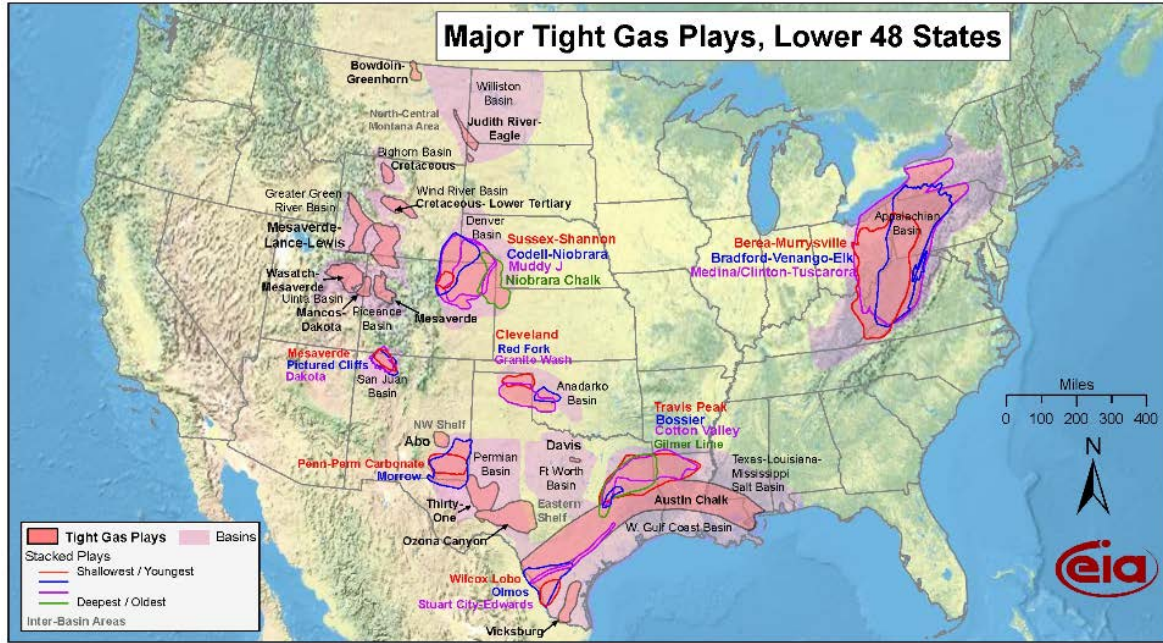 Major Tight Gas Plays, Lower 48 States
Bowdoin-
Greenhorn
Williston
Basin
North-Central
Montana Area
Judith River-
Eagle
Bighorn Basin
Cretaceous
Greater Green
River Basin
Wind River Basin
Cretaceous- Lower Tertiary
Mesaverde-
Lance-Lewis
Denver
Basin
Sussex-Shannon
Codell-Niobrara
Muddy J
Niobrara Chalk
Appalachian
Basin
Berea-Murrysville
Bradford-Venango-Elk
Medina/Clinton-Tuscarora
Wasatch-
Mesaverde
Uinta Basin
Mancos-
Dakota
Piceance
Basin
Mesaverde
Mesaverde
Pictured Cliffs
Dakota
San Juan
Basin
Cleveland
Red Fork
Granite Wash
Anadarko
Basin
Miles
0 100 200 300 400
N
Travis Peak
Bossier
Cotton Valley
Gilmer Lime
NW Shelf
Abo
Penn-Perm Carbonate
Morrow
Permian
Basin
Davis
Ft Worth
Basin
Texas-Louisiana-
Mississippi
Salt Basin
Thirty-
One
Eastern
Shelf
Austin Chalk
Ozona Canyon
W. Gulf Coast Basin
Wilcox Lobo
Olmos
Stuart City-Edwards
Vicksburg
Tight Gas Plays
Basins
Stacked Plays
Shallowest / Youngest
Deepest / Oldest
Inter-Basin Areas
eia